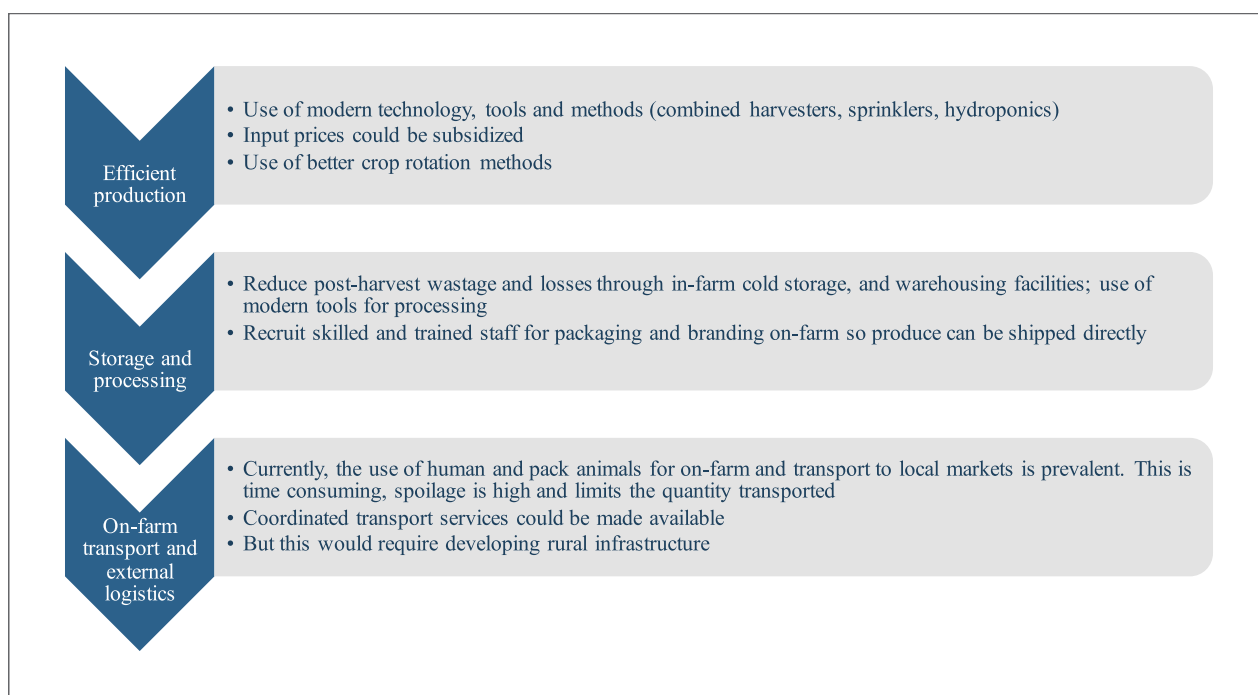 Efficient
production
• Use of modern technology, tools and methods (combined harvesters, sprinklers, hydroponics)
• Input prices could be subsidized
• Use of better crop rotation methods
Storage and
processing
• Reduce post-harvest wastage and losses through in-farm cold storage, and warehousing facilities; use of
modern tools for processing
• Recruit skilled and trained staff for packaging and branding on-farm so produce can be shipped directly
On-farm
transport and
external
logistics
• Currently, the use of human and pack animals for on-farm and transport to local markets is prevalent. This is
time consuming, spoilage is high and limits the quantity transported
• Coordinated transport services could be made available
• But this would require developing rural infrastructure